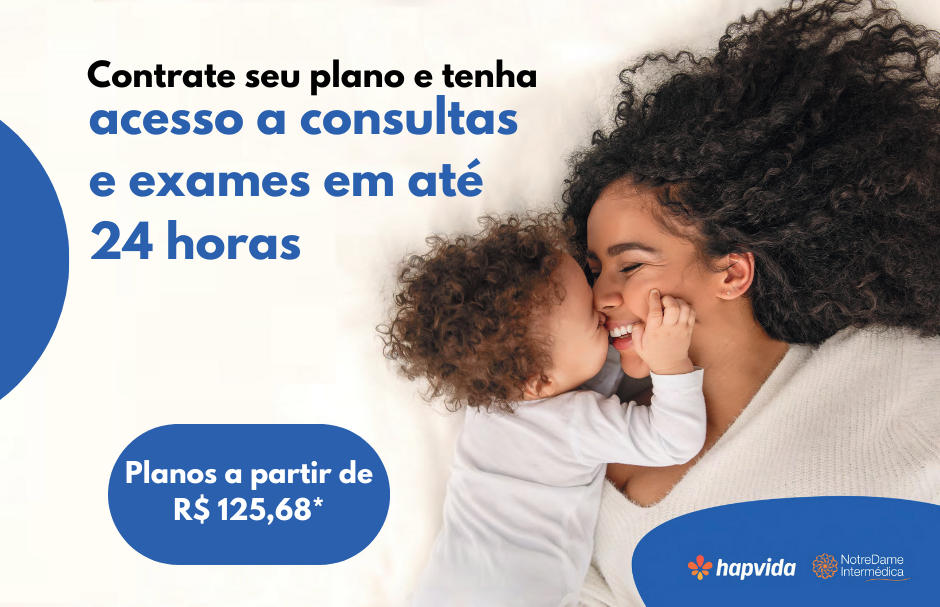 Contrate seu plano e tenha
acesso a consultas
e exames em até
24 horas
Planos a partir de
R$ 125,68*
hapvida
NotreDame
Intermédica